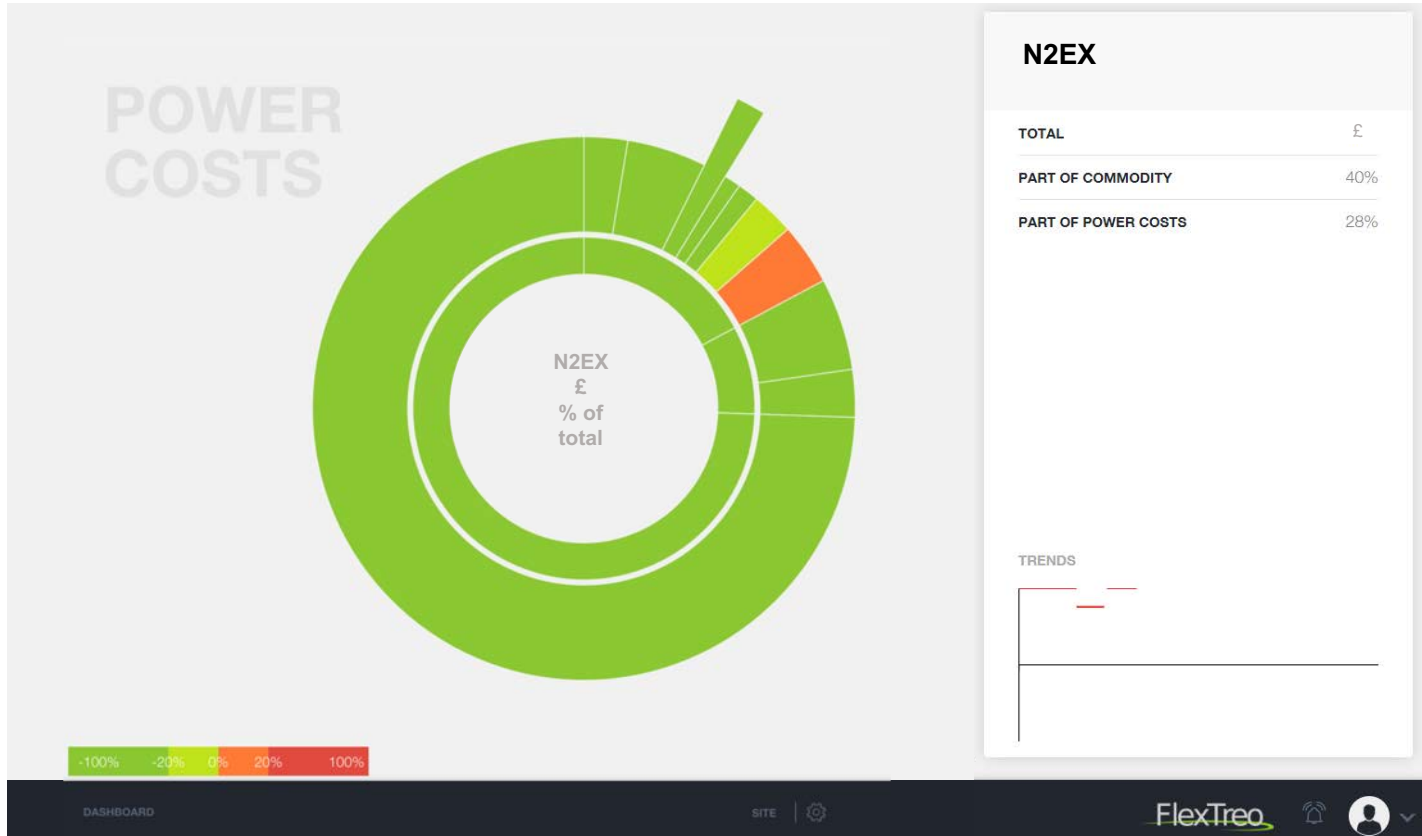 POWER
COSTS
N2EX
£
% of
total
-100% -20% 0% 20% 100%
N2EX
TOTAL £
PART OF COMMODITY 40%
PART OF POWER COSTS 28%
TRENDS
DASHBOARD
SITE
FlexTreo